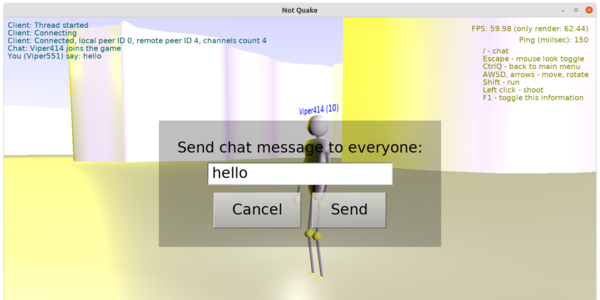 Not Quake
Client: Thread started
Client: Connecting
Client: Connected, local peer ID 0, remote peer ID 4, channels count 4
Chat: Viper414 joins the game
You (Viper551) say: hello
FPS: 59.98 (only render: 62.44)
Ping (miilsec): 150
/ - chat
Escape - mouse look toggle
CtrlQ - back to main menu
AWSD, arrows - move, rotate
Shift - run
Left click - shoot
F1 - toggle this information
Viper414 (10)
Send chat message to everyone:
hello
Cancel
Send